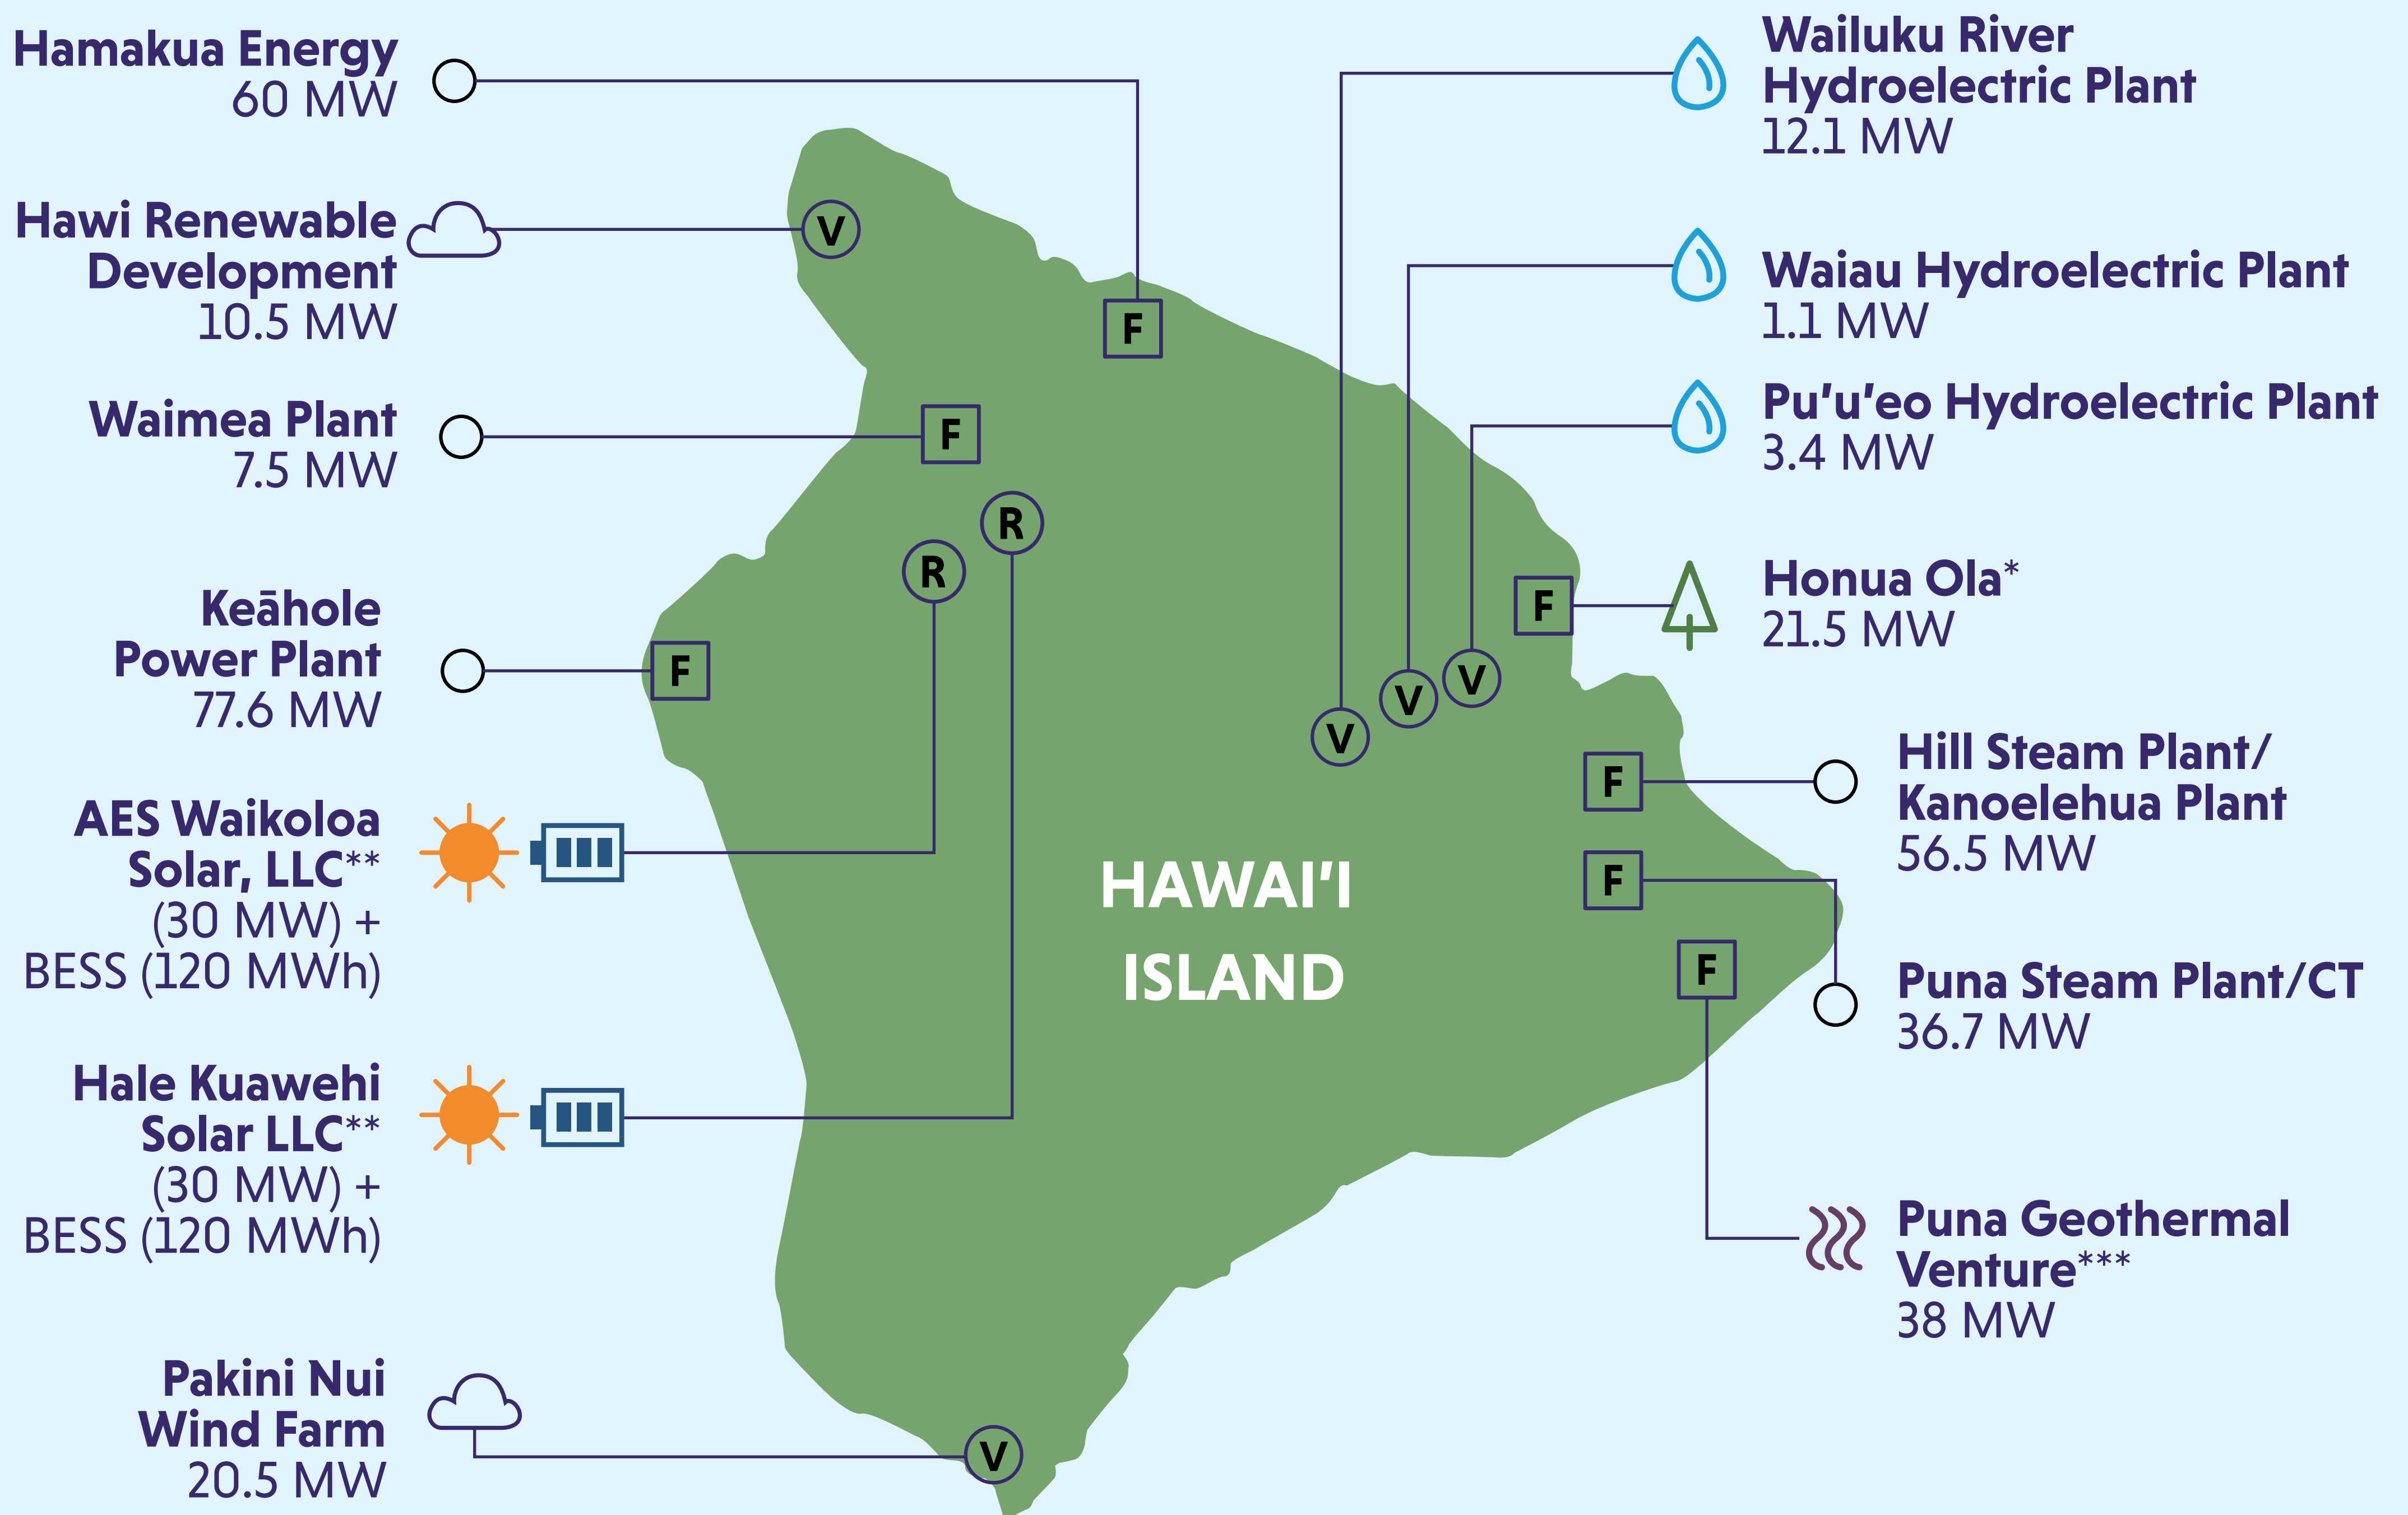 Hamakua Energy
60 MW
Hawi Renewable
Development
10.5 MW
Waimea Plant
7.5 MW
Keāhole
Power Plant
77.6 MW
AES Waikoloa
Solar, LLC**
(30 MW) +
BESS (120 MWh)
Hale Kuawehi
Solar LLC**
(30 MW) +
BESS (120 MWh)
Pakini Nui
Wind Farm
20.5 MW
V
F
F
R
R
F
F
V
V
V
F
F
F
V
HAWAI'I
ISLAND
Wailuku River
Hydroelectric Plant
12.1 MW
Waiau Hydroelectric Plant
1.1 MW
Pu'u'eo Hydroelectric Plant
3.4 MW
Honua Ola*
21.5 MW
Hill Steam Plant/
Kanoelehua Plant
56.5 MW
Puna Steam Plant/CT
36.7 MW
Puna Geothermal
Venture***
38 MW